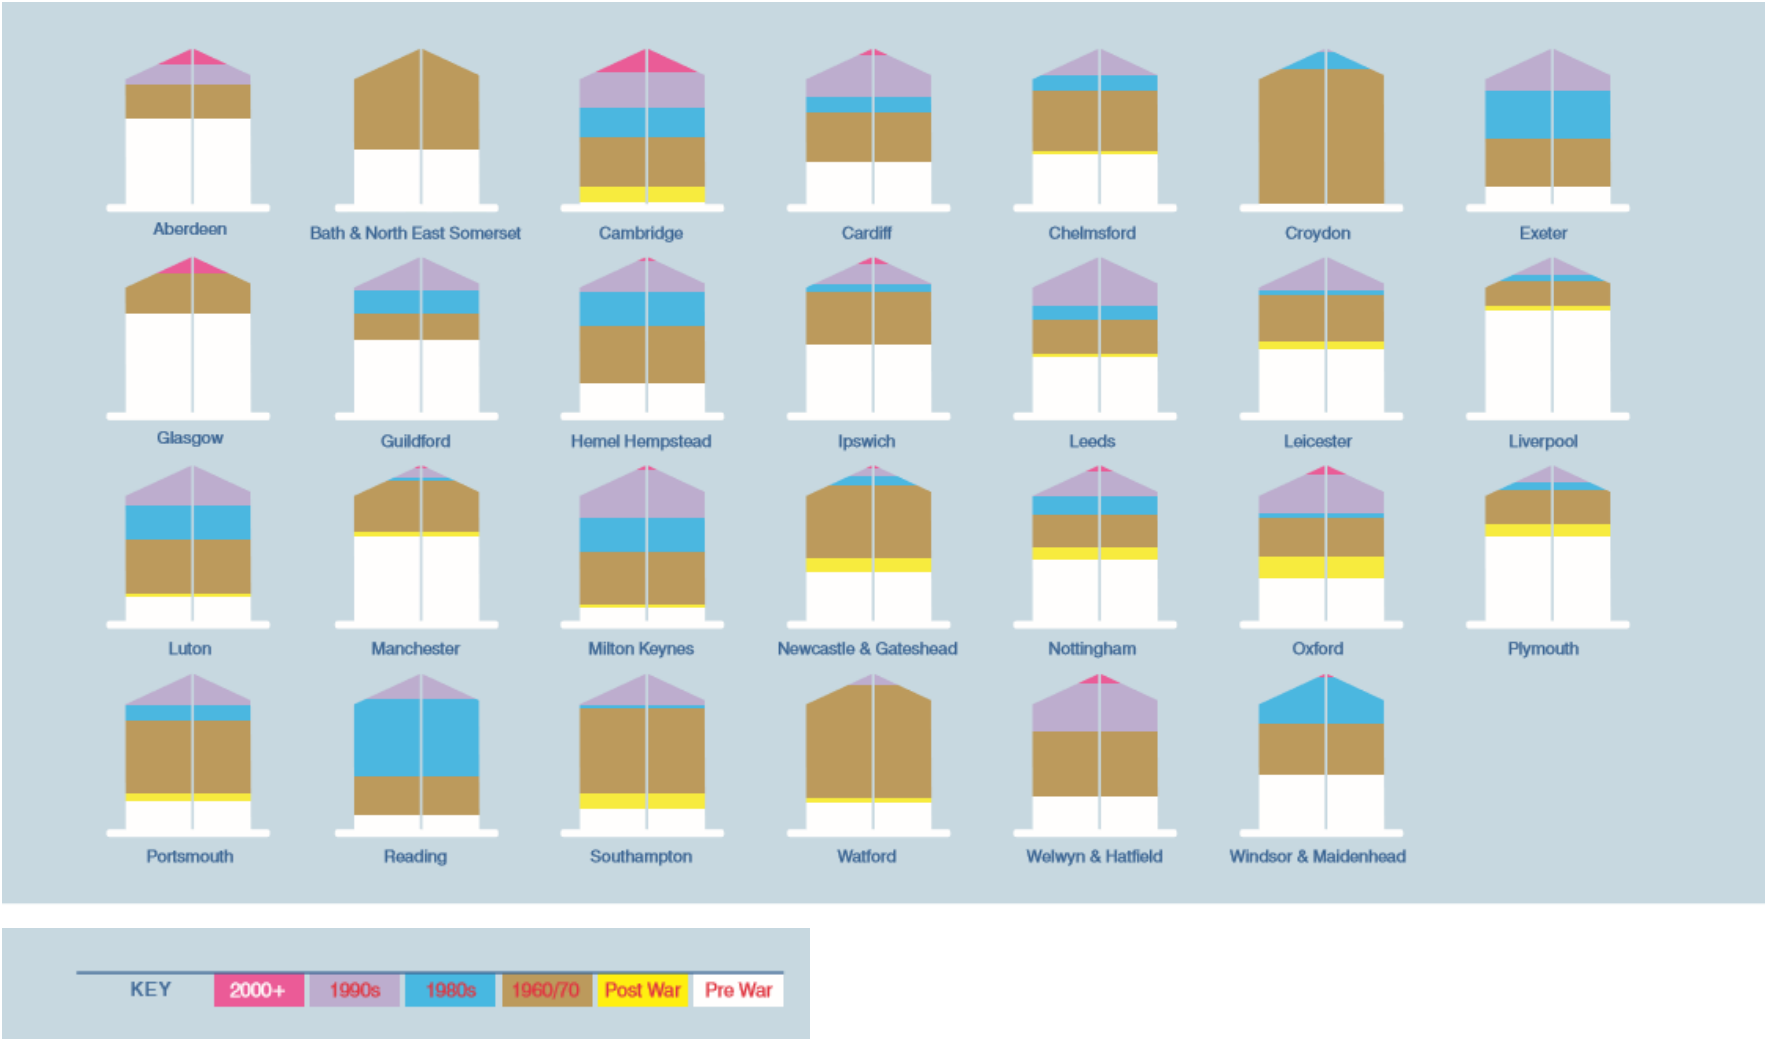 Aberdeen
Bath & North East Somerset
Cambridge
Cardiff
Chelmsford
Croydon
Exeter
Glasgow
Guildford
Hemel Hempstead
Ipswich
Leeds
Leicester
Liverpool
Luton
Manchester
Milton Keynes
Newcastle & Gateshead
Nottingham
Oxford
Plymouth
Portsmouth
Reading
Southampton
Watford
Welwyn & Hatfield
Windsor & Maidenhead
KEY
2000+
1990s
1980s
1960/70
Post War
Pre War